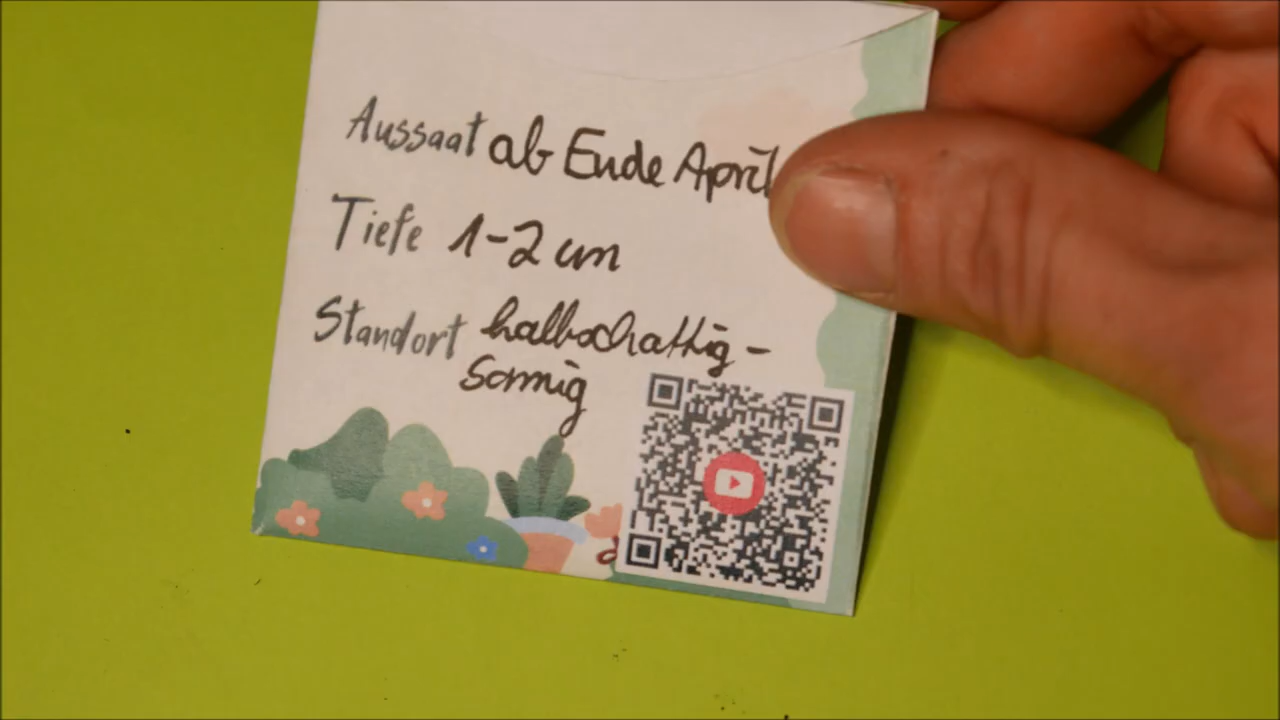 Aussaat ab Ende April
Tiefe 1-2 cm
Standort halbschattig -
sonnig